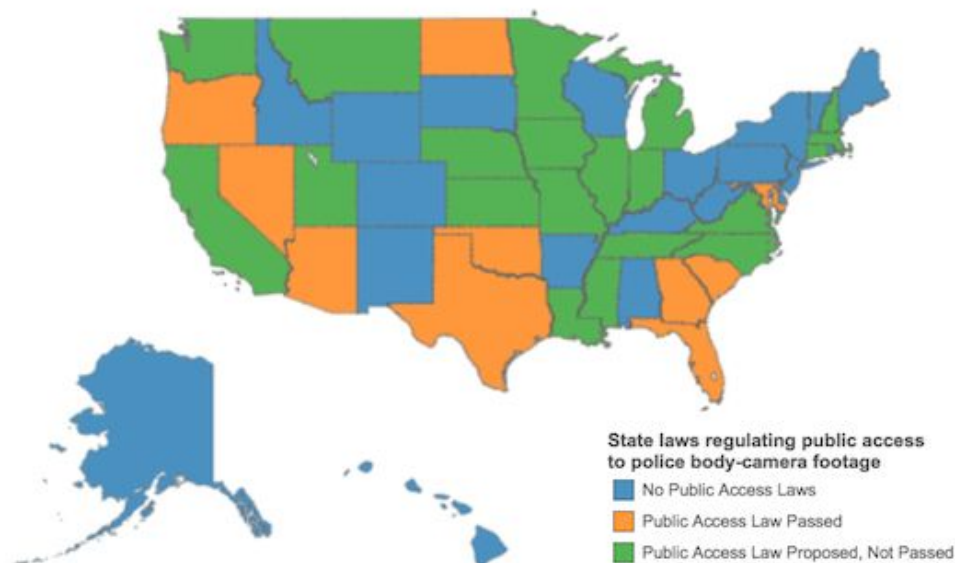 State laws regulating public access
to police body-camera footage
No Public Access Laws
Public Access Law Passed
Public Access Law Proposed, Not Passed